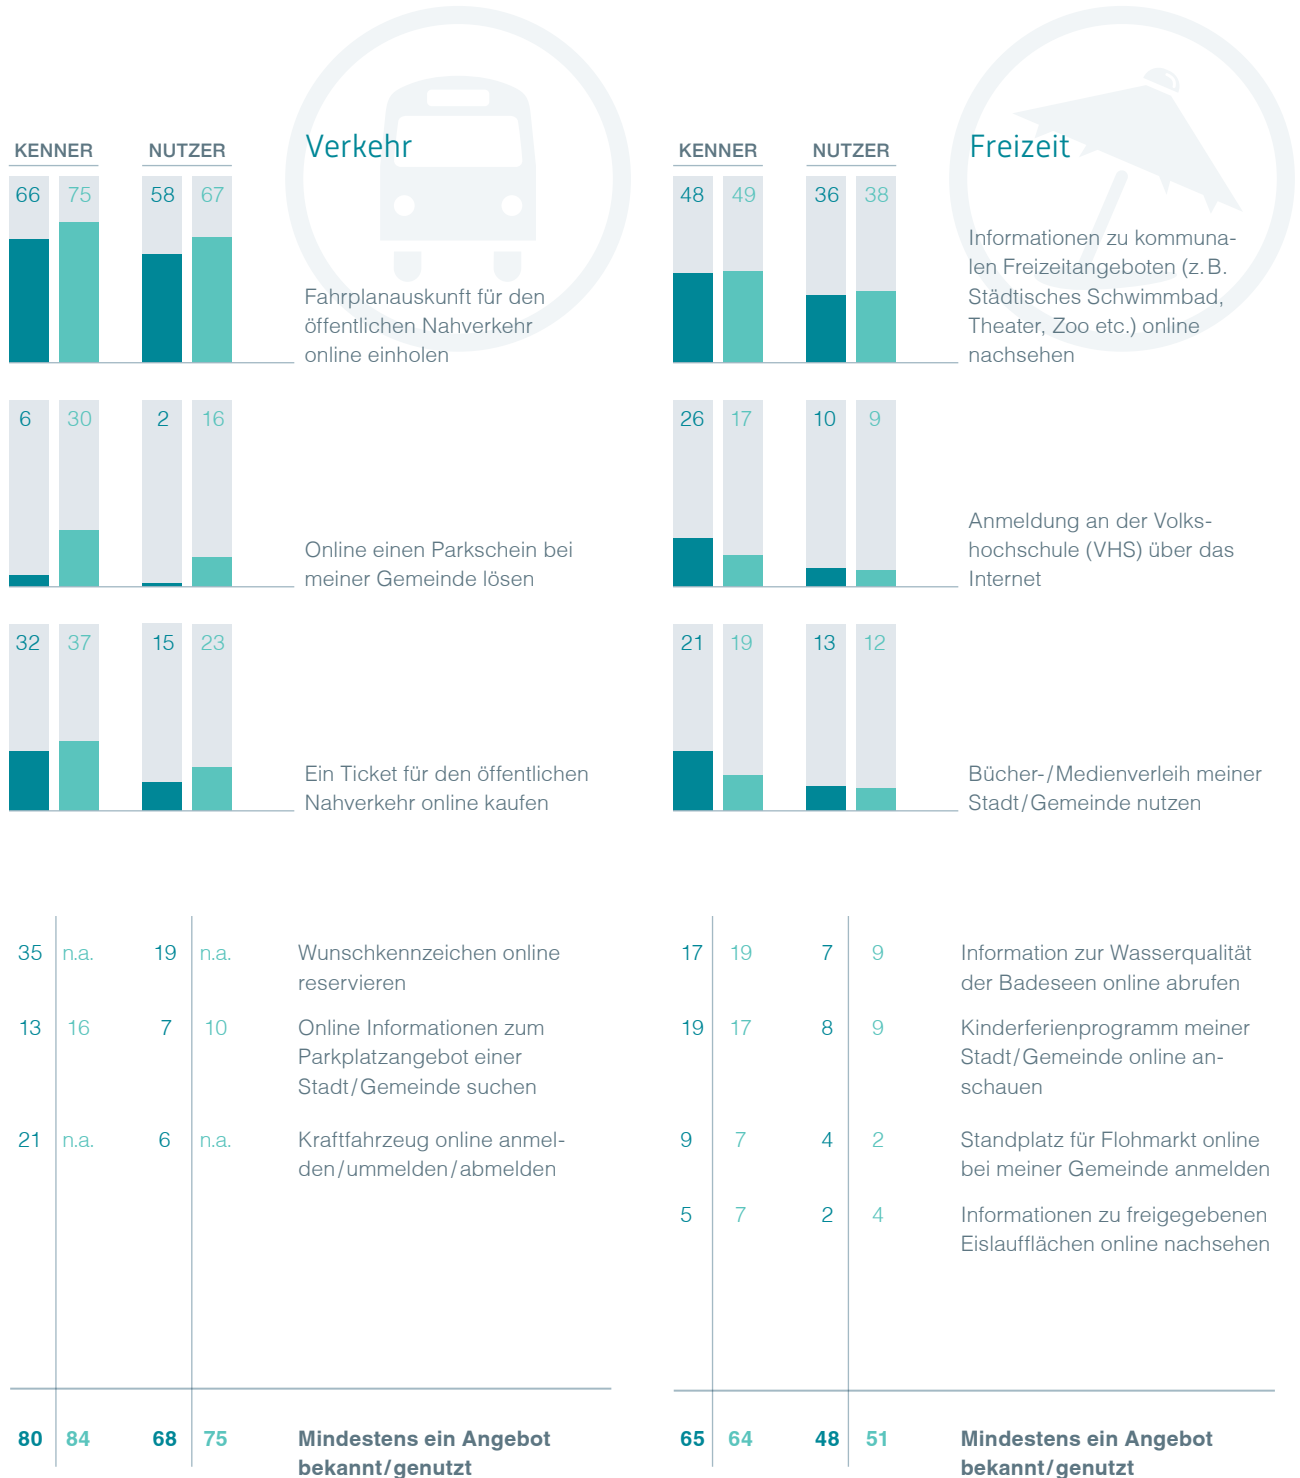 KENNER NUTZER Verkehr
66 75 58 67
Fahrplanauskunft für den
öffentlichen Nahverkehr
online einholen
6 30 2 16
Online einen Parkschein bei
meiner Gemeinde lösen
32 37 15 23
Ein Ticket für den öffentlichen
Nahverkehr online kaufen
35 n.a. 19 n.a. Wunschkennzeichen online
reservieren
13 16 7 10 Online Informationen zum
Parkplatzangebot einer
Stadt/Gemeinde suchen
21 n.a. 6 n.a. Kraftfahrzeug online anmel-
den/ummelden/abmelden
80 84 68 75 Mindestens ein Angebot
bekannt/genutzt
KENNER NUTZER Freizeit
48 49 36 38
Informationen zu kommuna-
len Freizeitangeboten (z. B.
Städtisches Schwimmbad,
Theater, Zoo etc.) online
nachsehen
26 17 10 9
Anmeldung an der Volks-
hochschule (VHS) über das
Internet
21 19 13 12
Bücher-/Medienverleih meiner
Stadt/Gemeinde nutzen
17 19 7 9 Information zur Wasserqualität
der Badeseen online abrufen
19 17 8 9 Kinderferienprogramm meiner
Stadt/Gemeinde online an-
schauen
9 7 4 2 Standplatz für Flohmarkt online
bei meiner Gemeinde anmelden
5 7 2 4 Informationen zu freigegebenen
Eislaufflächen online nachsehen
65 64 48 51 Mindestens ein Angebot
bekannt/genutzt